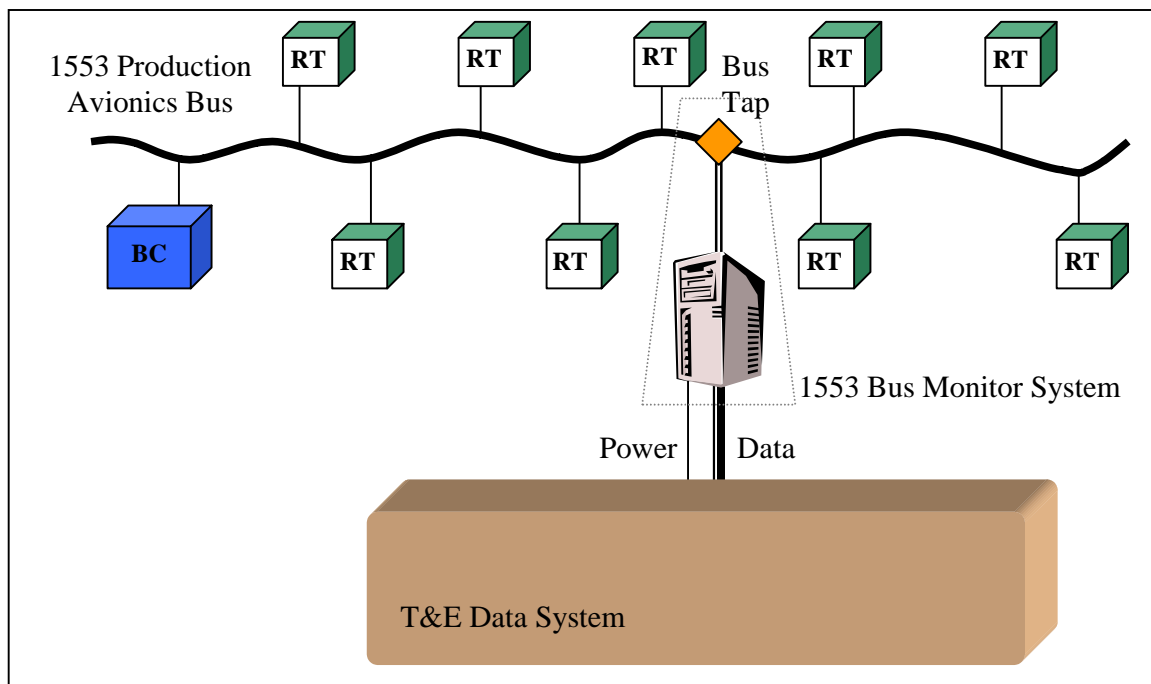 RT
RT
RT
RT
RT
1553 Production
Avionics Bus
Bus
Tap
BC
RT
RT
RT
RT
1553 Bus Monitor System
Power
Data
T&E Data System